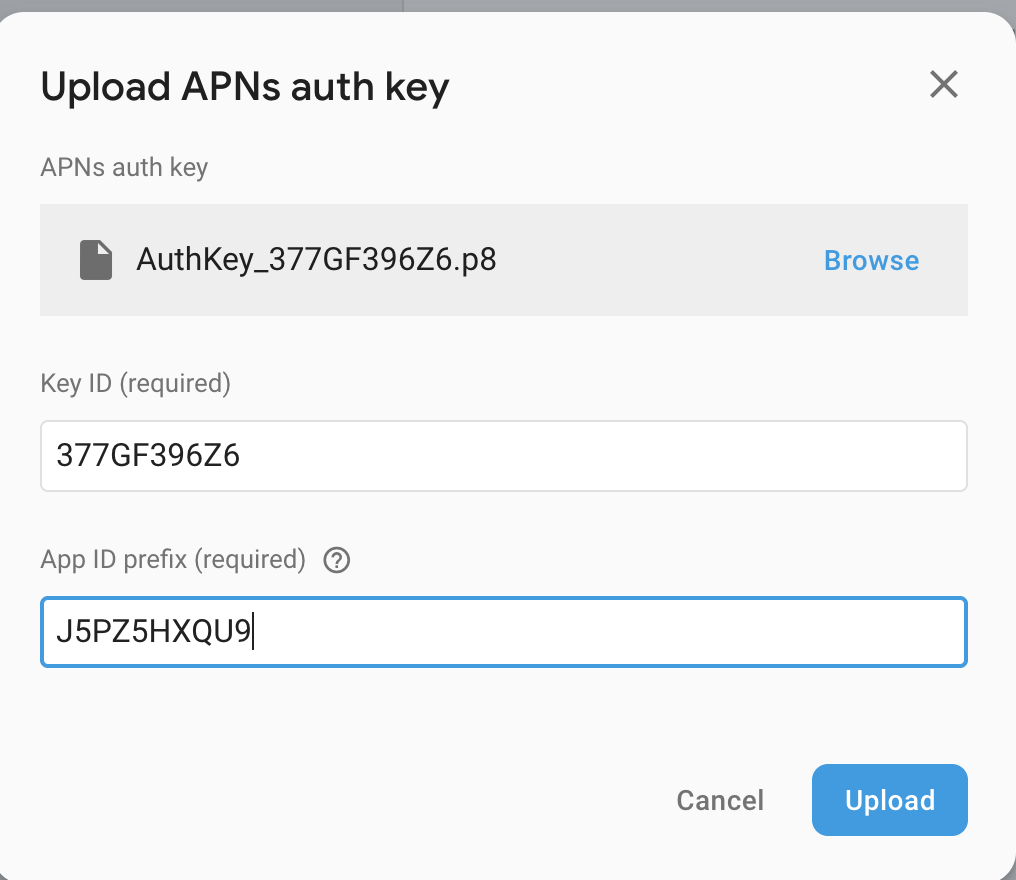 Upload APNs auth key
APNs auth key
AuthKey_377GF396Z6.p8
Browse
Key ID (required)
377GF396Z6
App ID prefix (required)
J5PZ5HXQU9
Cancel
Upload